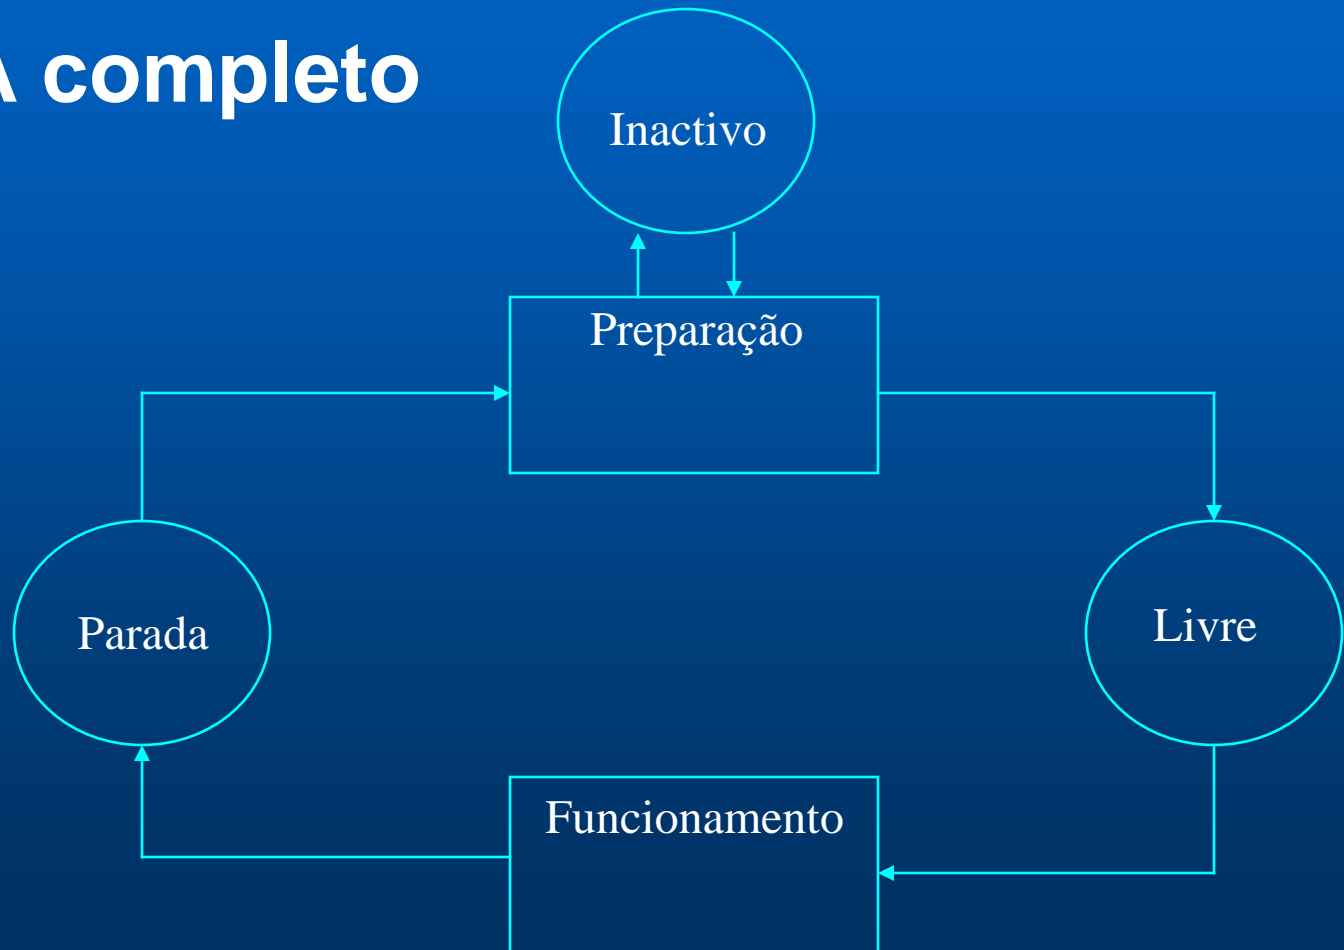 A completo
Inactivo
Preparação
Parada
Livre
Funcionamento